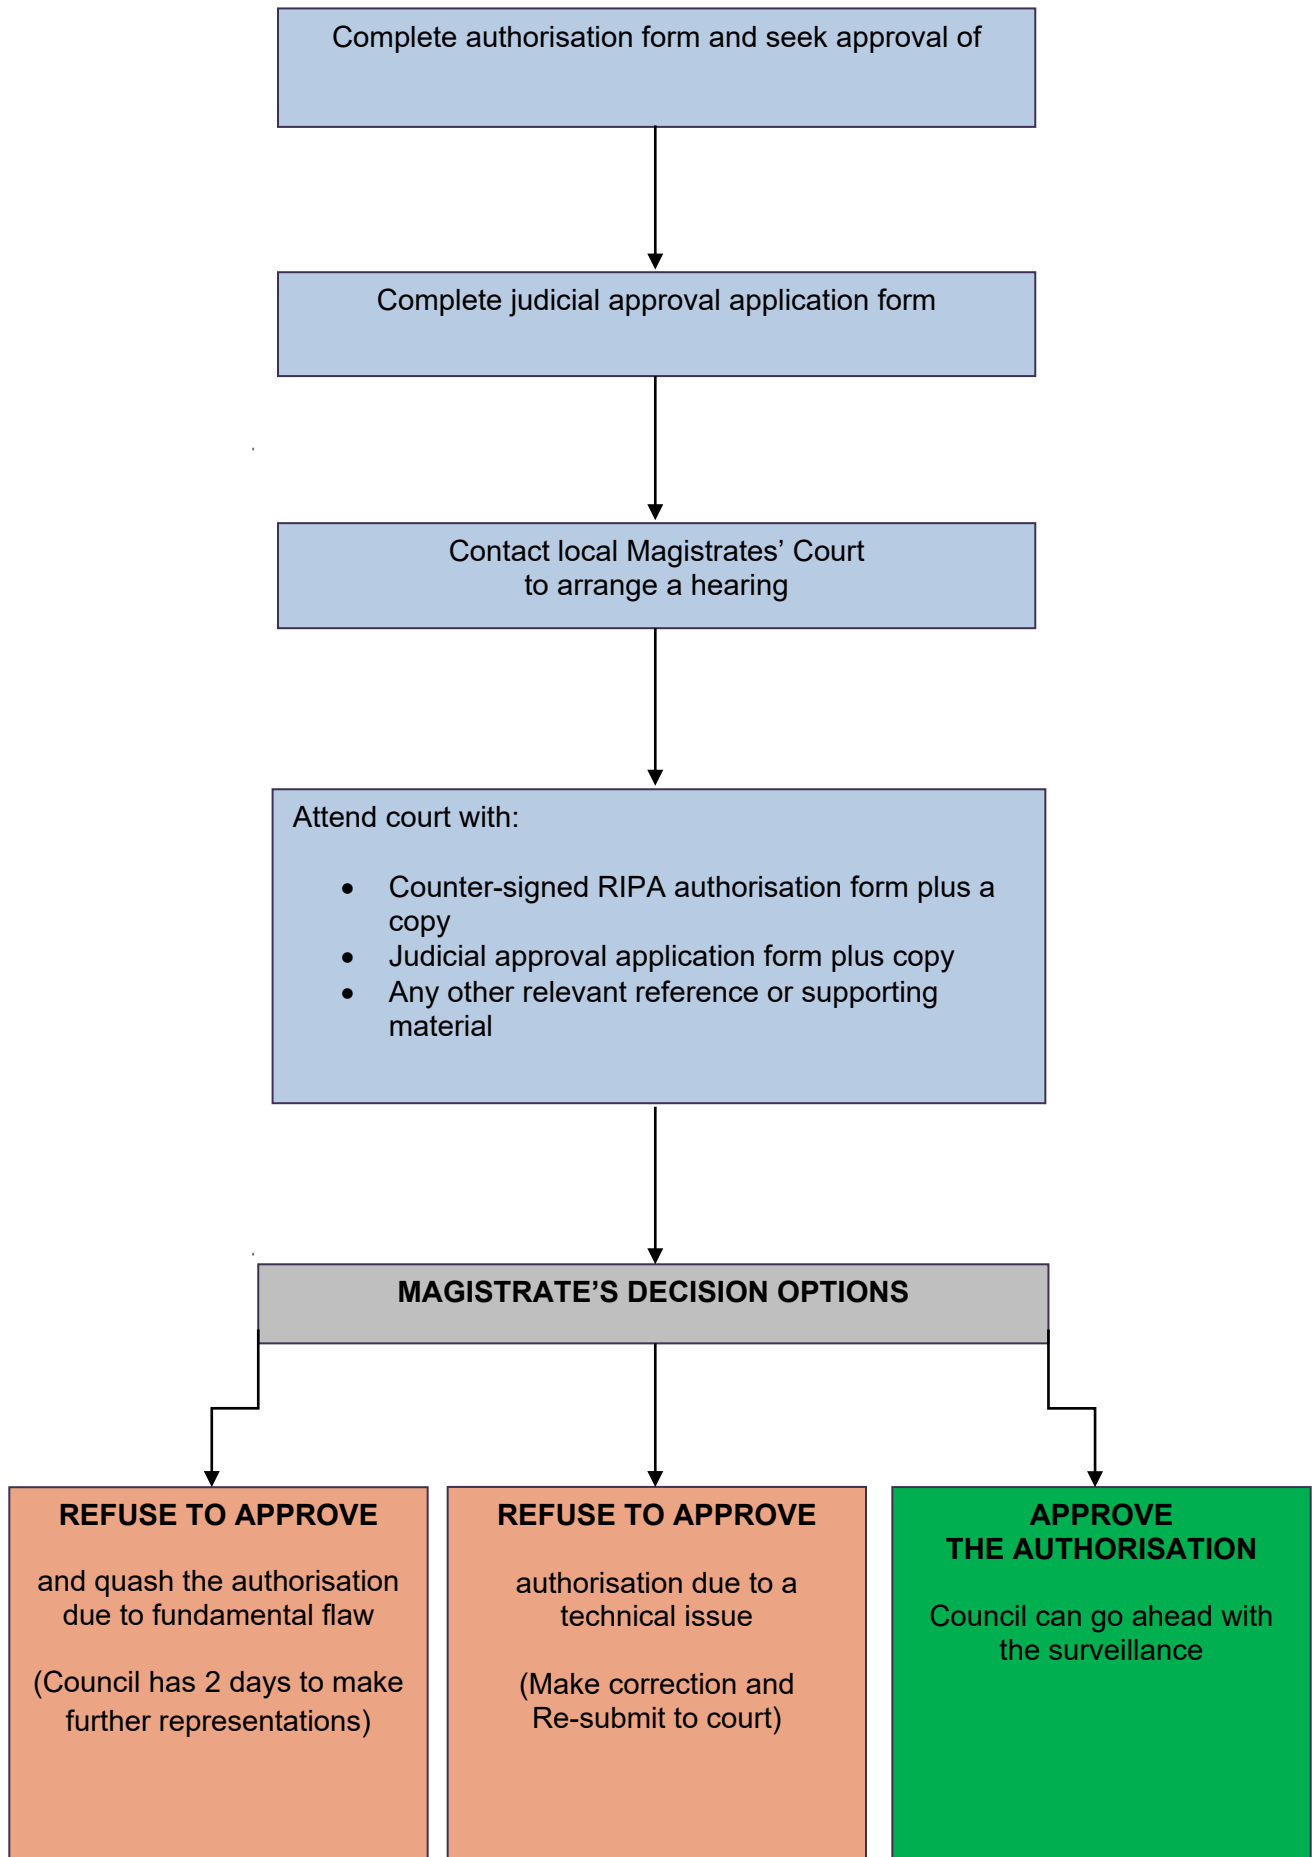 Complete authorisation form and seek approval of
Complete judicial approval application form
Contact local Magistrates’ Court
to arrange a hearing
Attend court with:
• Counter-signed RIPA authorisation form plus a
copy
• Judicial approval application form plus copy
• Any other relevant reference or supporting
material
MAGISTRATE’S DECISION OPTIONS
REFUSE TO APPROVE
and quash the authorisation
due to fundamental flaw
(Council has 2 days to make
further representations)
REFUSE TO APPROVE
authorisation due to a
technical issue
(Make correction and
Re-submit to court)
APPROVE
THE AUTHORISATION
Council can go ahead with
the surveillance